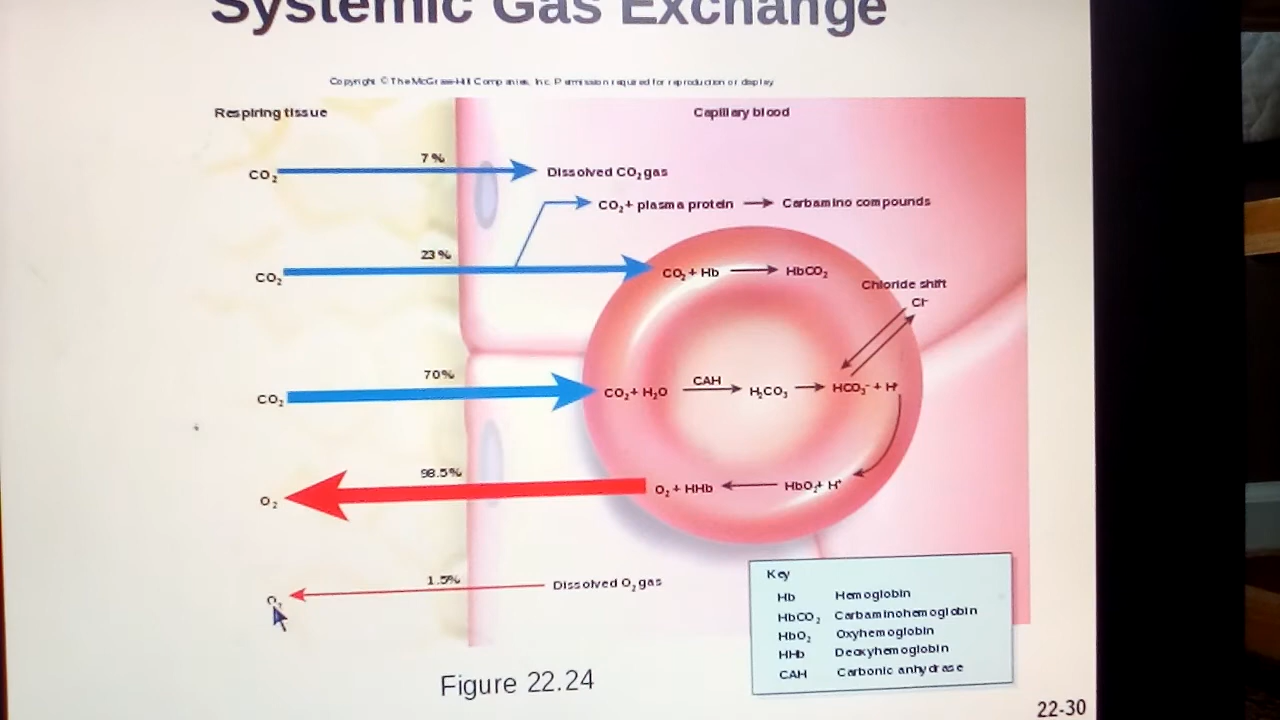 Systemic Gas Exchange
Copyright © The McGraw-Hill Companies, Inc. Permission required for reproduction or display
Respiring tissue
Capillary blood
7%
CO₂
Dissolved CO₂ gas
CO₂ + plasma protein
Carbamino compounds
23%
CO₂
CO₂ + Hb
HbCO₂
Chloride shift
Cl⁻
70%
CO₂
CO₂ + H₂O
CAH
H₂CO₃
HCO₃⁻ + H⁺
98.5%
O₂
O₂ + HHb
HbO₂ + H⁺
1.5%
O₂
Dissolved O₂ gas
Key
Hb Hemoglobin
HbCO₂ Carbaminohemoglobin
HbO₂ Oxyhemoglobin
HHb Deoxyhemoglobin
CAH Carbonic anhydrase
Figure 22.24
22-30